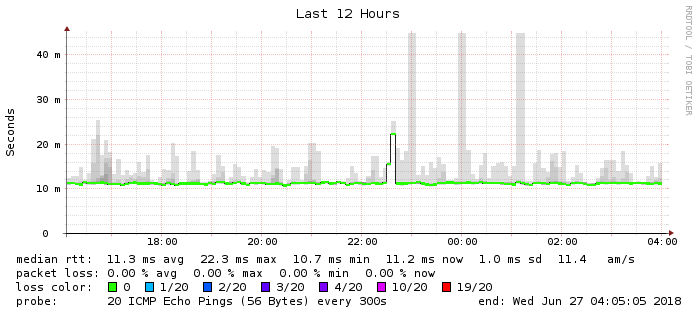 Last 12 Hours
RRDTOOL / TOBI OETIKER
Seconds
40 m
30 m
20 m
10 m
0
18:00 20:00 22:00 00:00 02:00 04:00
median rtt: 11.3 ms avg 22.3 ms max 10.7 ms min 11.2 ms now 1.0 ms sd 11.4 am/s
packet loss: 0.00 % avg 0.00 % max 0.00 % min 0.00 % now
loss color: 0 1/20 2/20 3/20 4/20 10/20 19/20
probe: 20 ICMP Echo Pings (56 Bytes) every 300s end: Wed Jun 27 04:05:05 2018